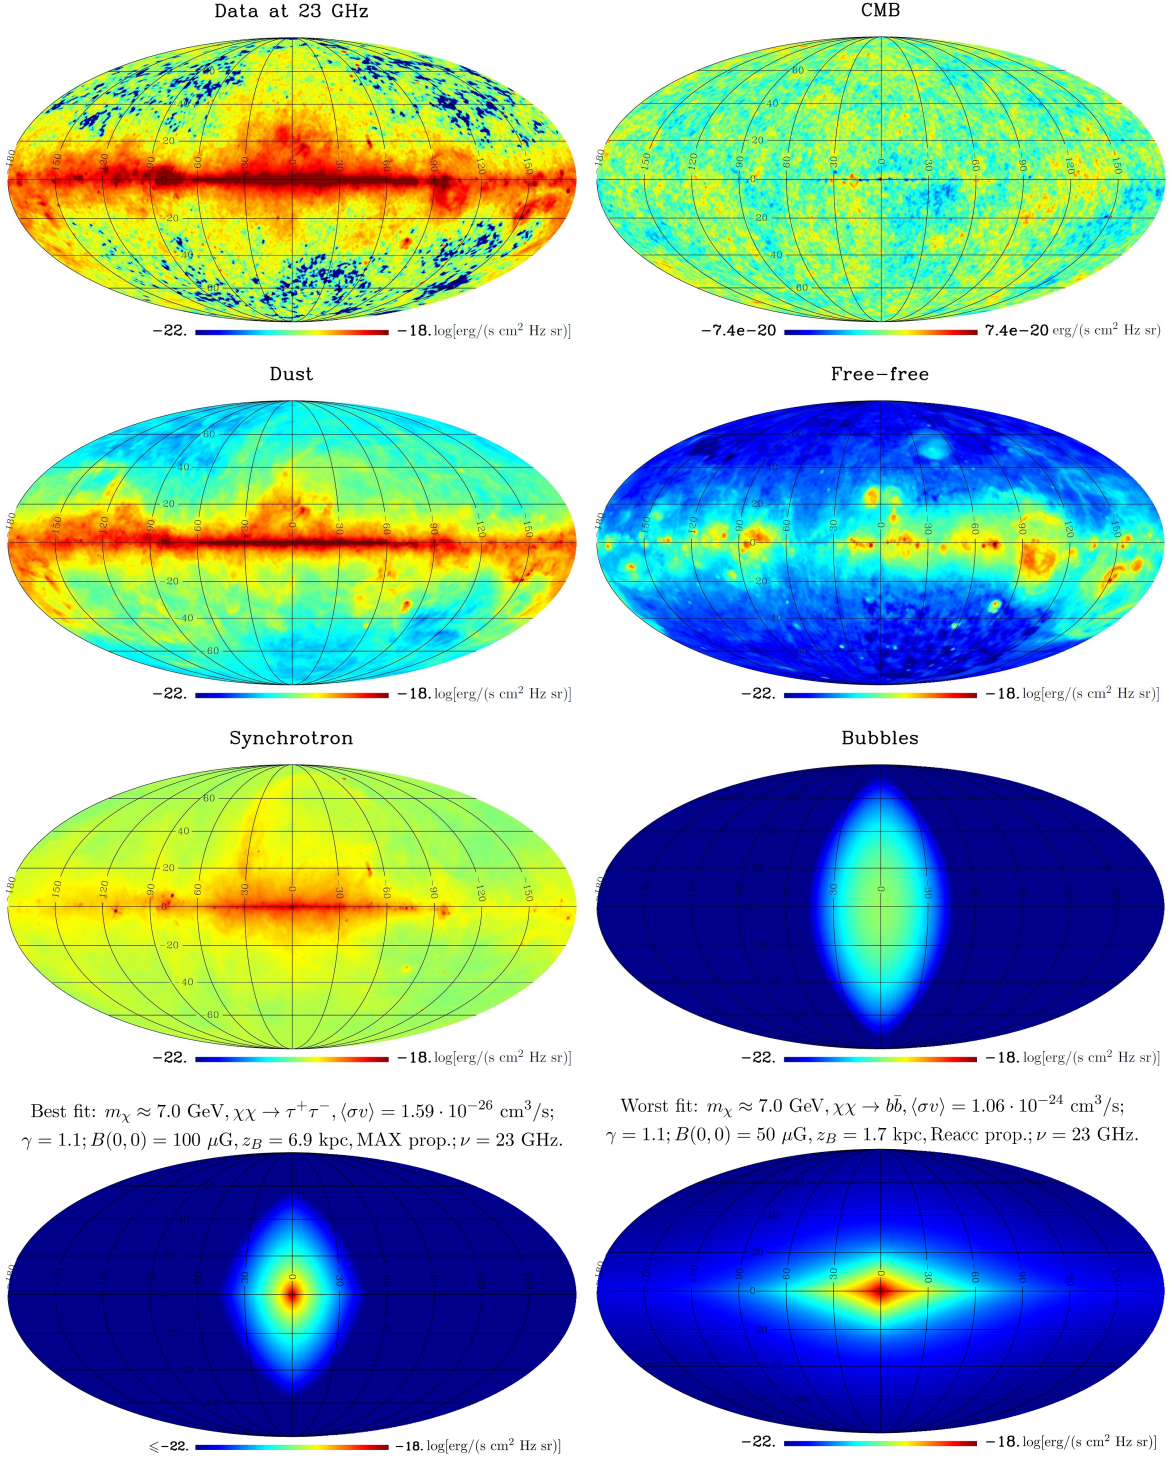 Data at 23 GHz
CMB
−22. −18. log[erg/(s cm² Hz sr)]
−7.4e−20 7.4e−20 erg/(s cm² Hz sr)
Dust
Free−free
−22. −18. log[erg/(s cm² Hz sr)]
−22. −18. log[erg/(s cm² Hz sr)]
Synchrotron
Bubbles
−22. −18. log[erg/(s cm² Hz sr)]
−22. −18. log[erg/(s cm² Hz sr)]
Best fit: mχ ≈ 7.0 GeV, χχ → τ⁺τ⁻, ⟨σv⟩ = 1.59 · 10⁻²⁶ cm³/s;
γ = 1.1; B(0, 0) = 100 μG, z_B = 6.9 kpc, MAX prop.; ν = 23 GHz.
Worst fit: mχ ≈ 7.0 GeV, χχ → bb̄, ⟨σv⟩ = 1.06 · 10⁻²⁴ cm³/s;
γ = 1.1; B(0, 0) = 50 μG, z_B = 1.7 kpc, Reacc prop.; ν = 23 GHz.
⩽−22. −18. log[erg/(s cm² Hz sr)]
−22. −18. log[erg/(s cm² Hz sr)]